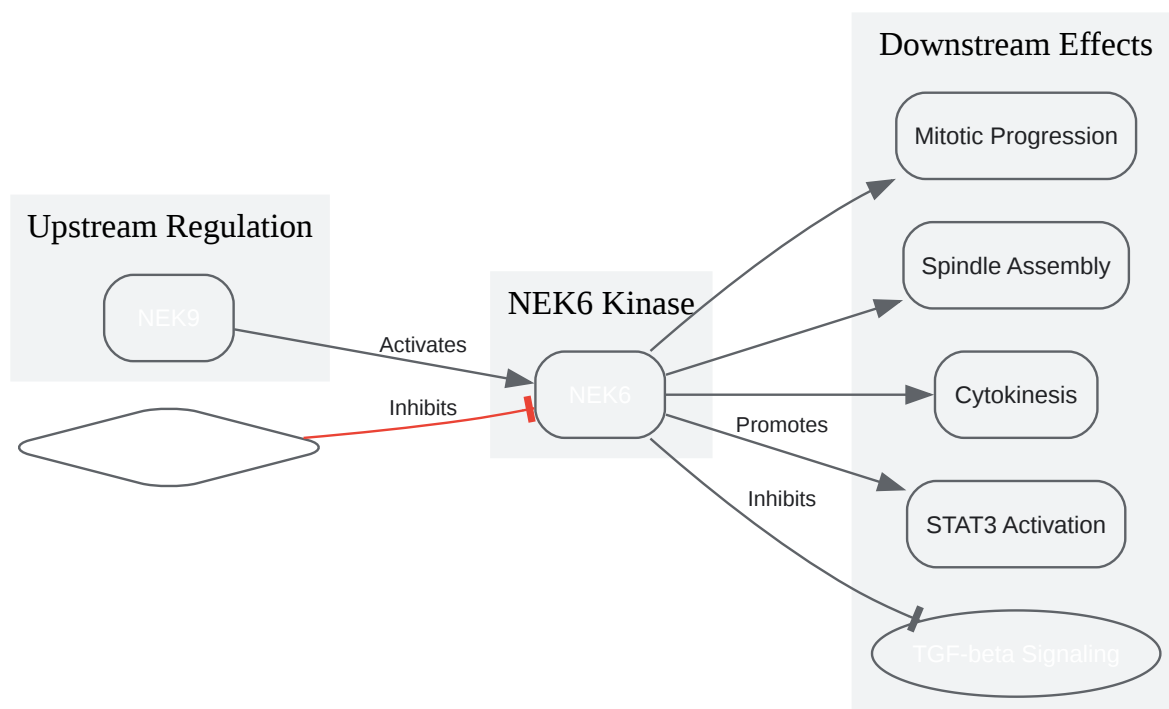 Upstream Regulation
NEK9
Activates
Inhibits
NEK6 Kinase
NEK6
Promotes
Inhibits
Downstream Effects
Mitotic Progression
Spindle Assembly
Cytokinesis
STAT3 Activation
TGF-beta Signaling